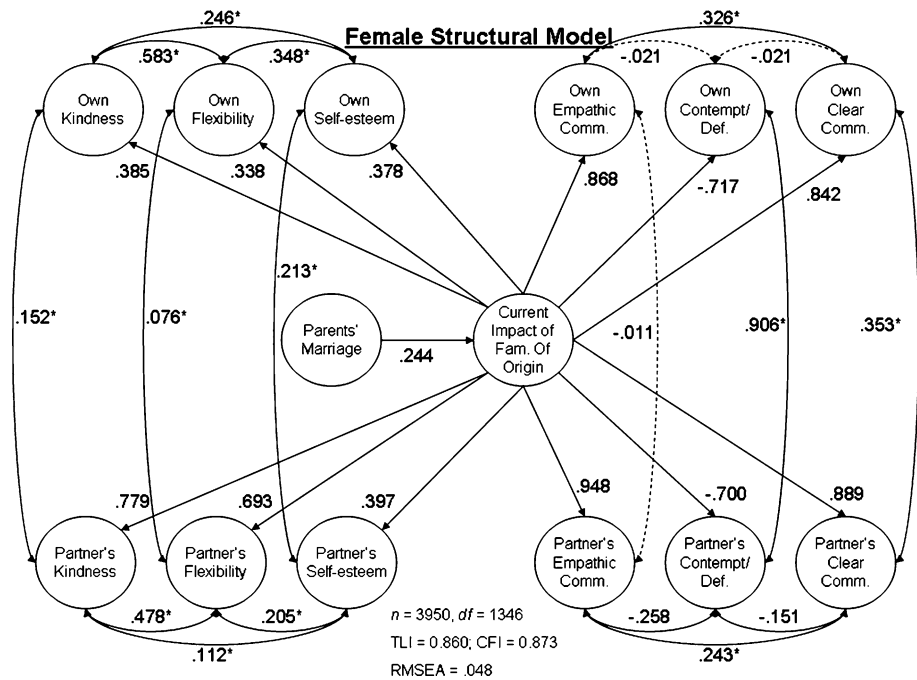 .246*
Female Structural Model
.326*
.583*
.348*
-.021
-.021
Own
Kindness
Own
Flexibility
Own
Self-esteem
Own
Empathic
Comm.
Own
Contempt/
Def.
Own
Clear
Comm.
.385
.338
.378
.868
-.717
.842
.213*
.152*
.076*
Parents'
Marriage
.244
Current
Impact of
Fam. Of
Origin
-.011
.906*
.353*
.779
.693
.397
.948
-.700
.889
Partner's
Kindness
Partner's
Flexibility
Partner's
Self-esteem
Partner's
Empathic
Comm.
Partner's
Contempt/
Def.
Partner's
Clear
Comm.
.478*
.205*
-.258
-.151
.112*
.243*
n = 3950, df = 1346
TLI = 0.860; CFI = 0.873
RMSEA = .048